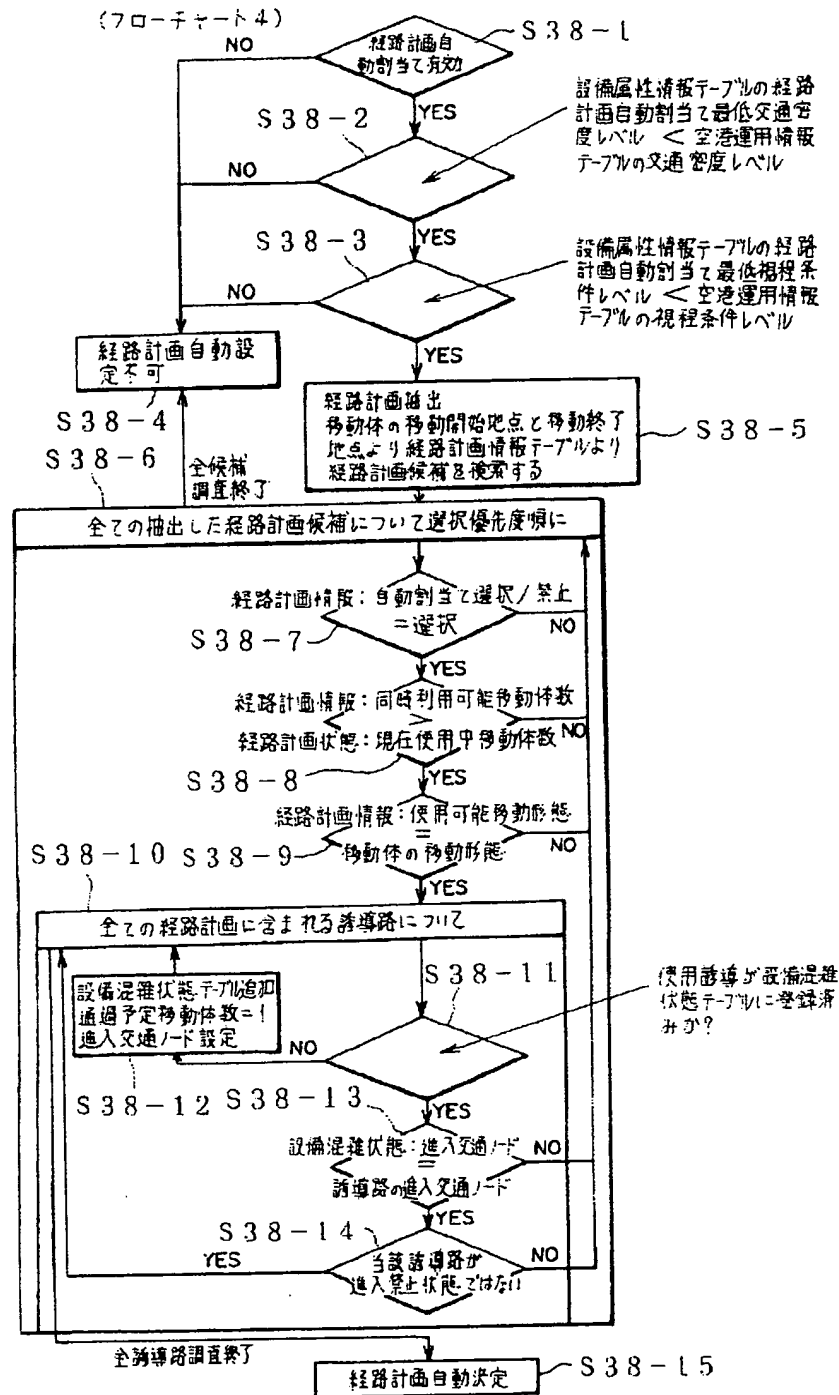 (フローチャート4)
S38-1
NO
経路計画自
動割当て有効
YES
S38-2
設備属性情報テーブルの経路
計画自動割当て最低交通密
度レベル < 空港運用情報
テーブルの交通密度レベル
NO
YES
S38-3
設備属性情報テーブルの経路
計画自動割当て最低視程条
件レベル < 空港運用情報
テーブルの視程条件レベル
NO
YES
経路計画自動設
定不可
S38-4
経路計画抽出
移動体の移動開始地点と移動終了
地点より経路計画情報テーブルより
経路計画候補を検索する
S38-5
S38-6
全候補
調査終了
全ての抽出した経路計画候補について選択優先度順に
経路計画情報:自動割当て選択/禁止
=選択
NO
S38-7
YES
経路計画情報:同時利用可能移動体数
>
NO
経路計画状態:現在使用中移動体数
S38-8
YES
経路計画情報:使用可能移動形態
=
NO
S38-10
S38-9
移動体の移動形態
YES
全ての経路計画に含まれる誘導路について
設備混雑状態テーブル追加
通過予定移動体数=1
進入交通ノード設定
S38-11
使用誘導が設備混雑
状態テーブルに登録済
みか?
NO
S38-12
S38-13
YES
設備混雑状態:進入交通ノード
=
NO
誘導路の進入交通ノード
S38-14
YES
YES
当該誘導路が
進入禁止状態ではない
NO
全誘導路調査終了
経路計画自動決定
S38-15